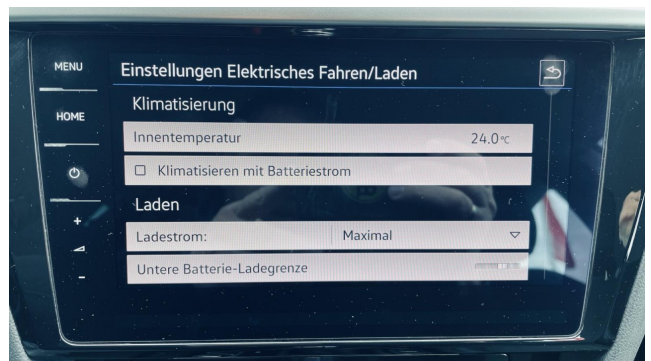 MENU
Einstellungen Elektrisches Fahren/Laden
Klimatisierung
HOME
Innentemperatur 24.0 °C
Klimatisieren mit Batteriestrom
Laden
+
Ladestrom: Maximal
-
Untere Batterie-Ladegrenze